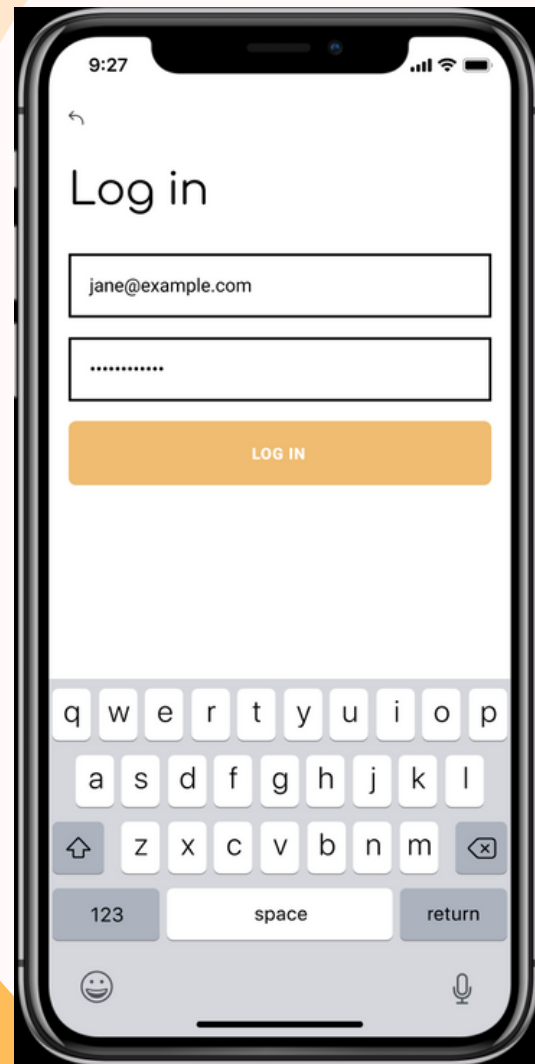 9:27
Log in
jane@example.com
••••••••••••
LOG IN
q w e r t y u i o p
a s d f g h j k l
z x c v b n m
123 space return